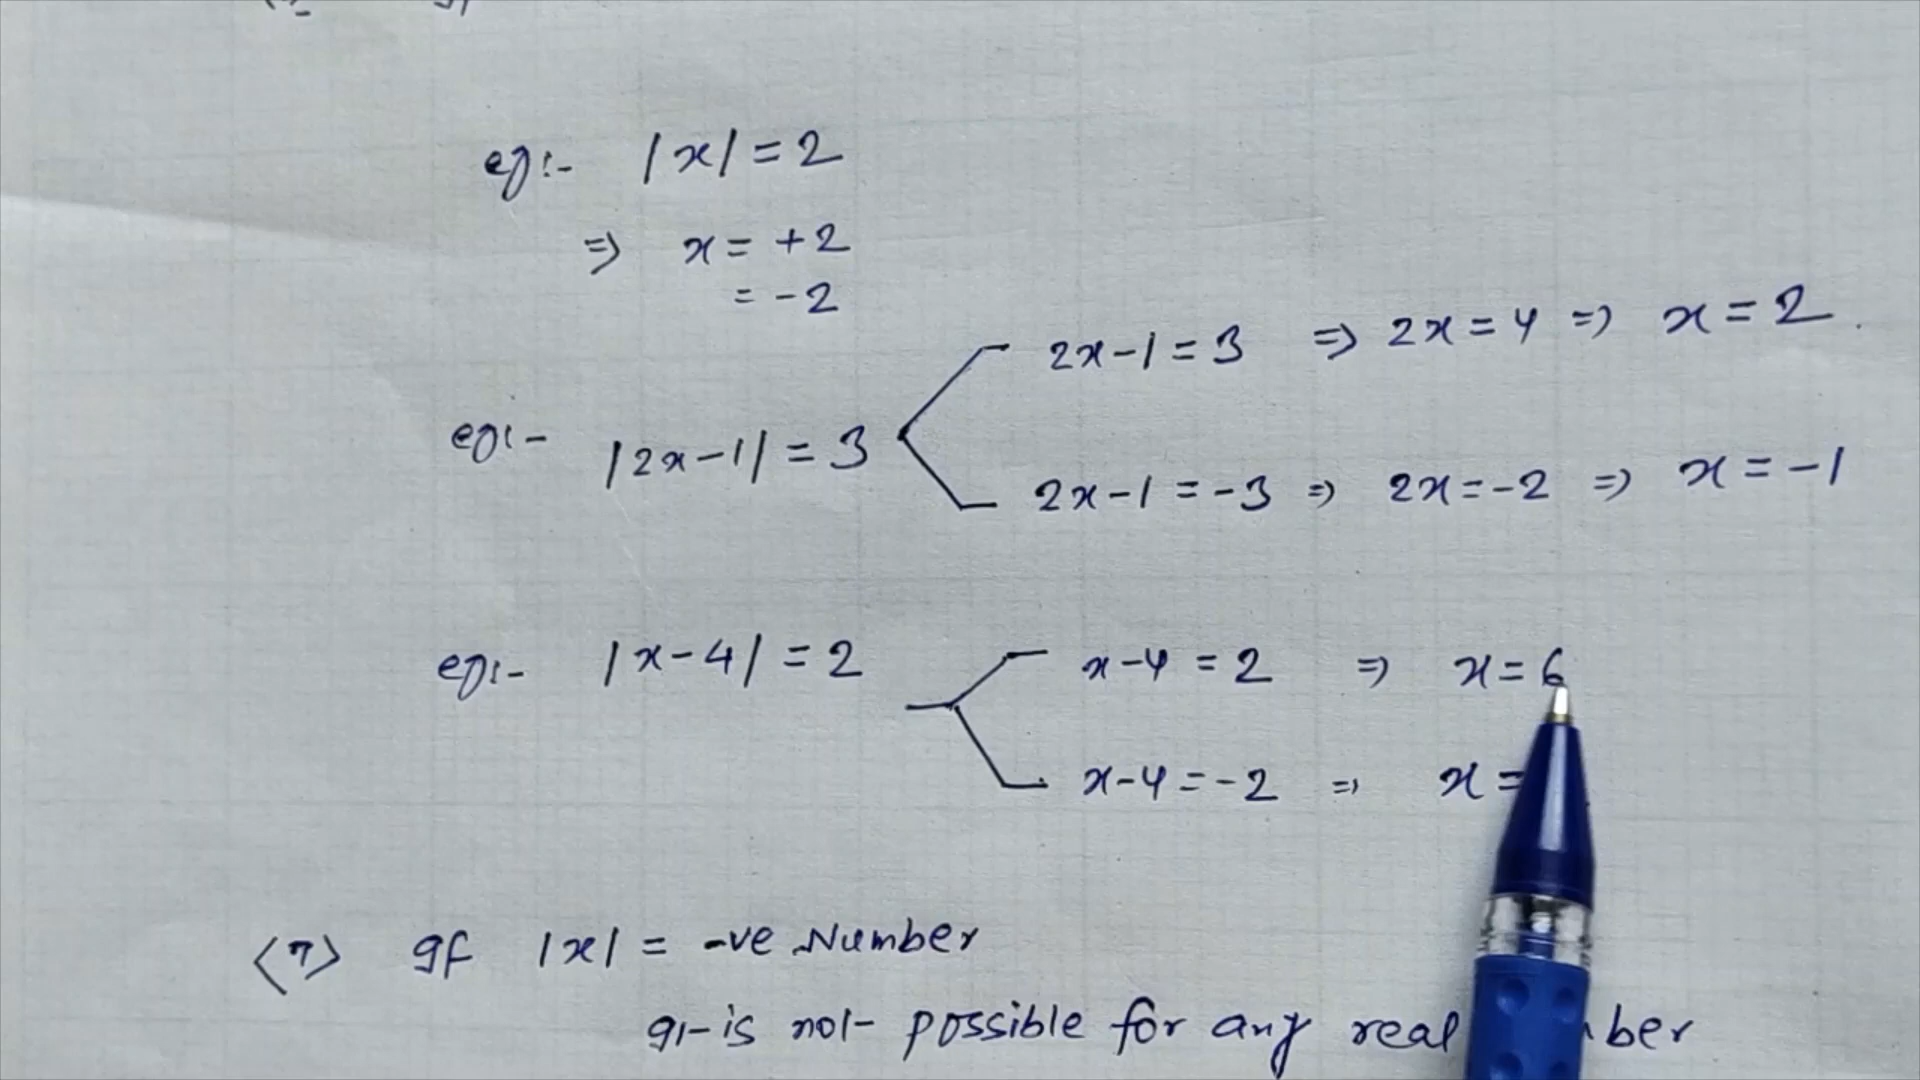 eg:- |x| = 2
=> x = +2
= -2
eg:- |2x-1| = 3
2x-1 = 3 => 2x = 4 => x = 2
2x-1 = -3 => 2x = -2 => x = -1
eg:- |x-4| = 2
x-4 = 2 => x = 6
x-4 = -2 => x =
(7) If |x| = -ve Number
It is not possible for any real